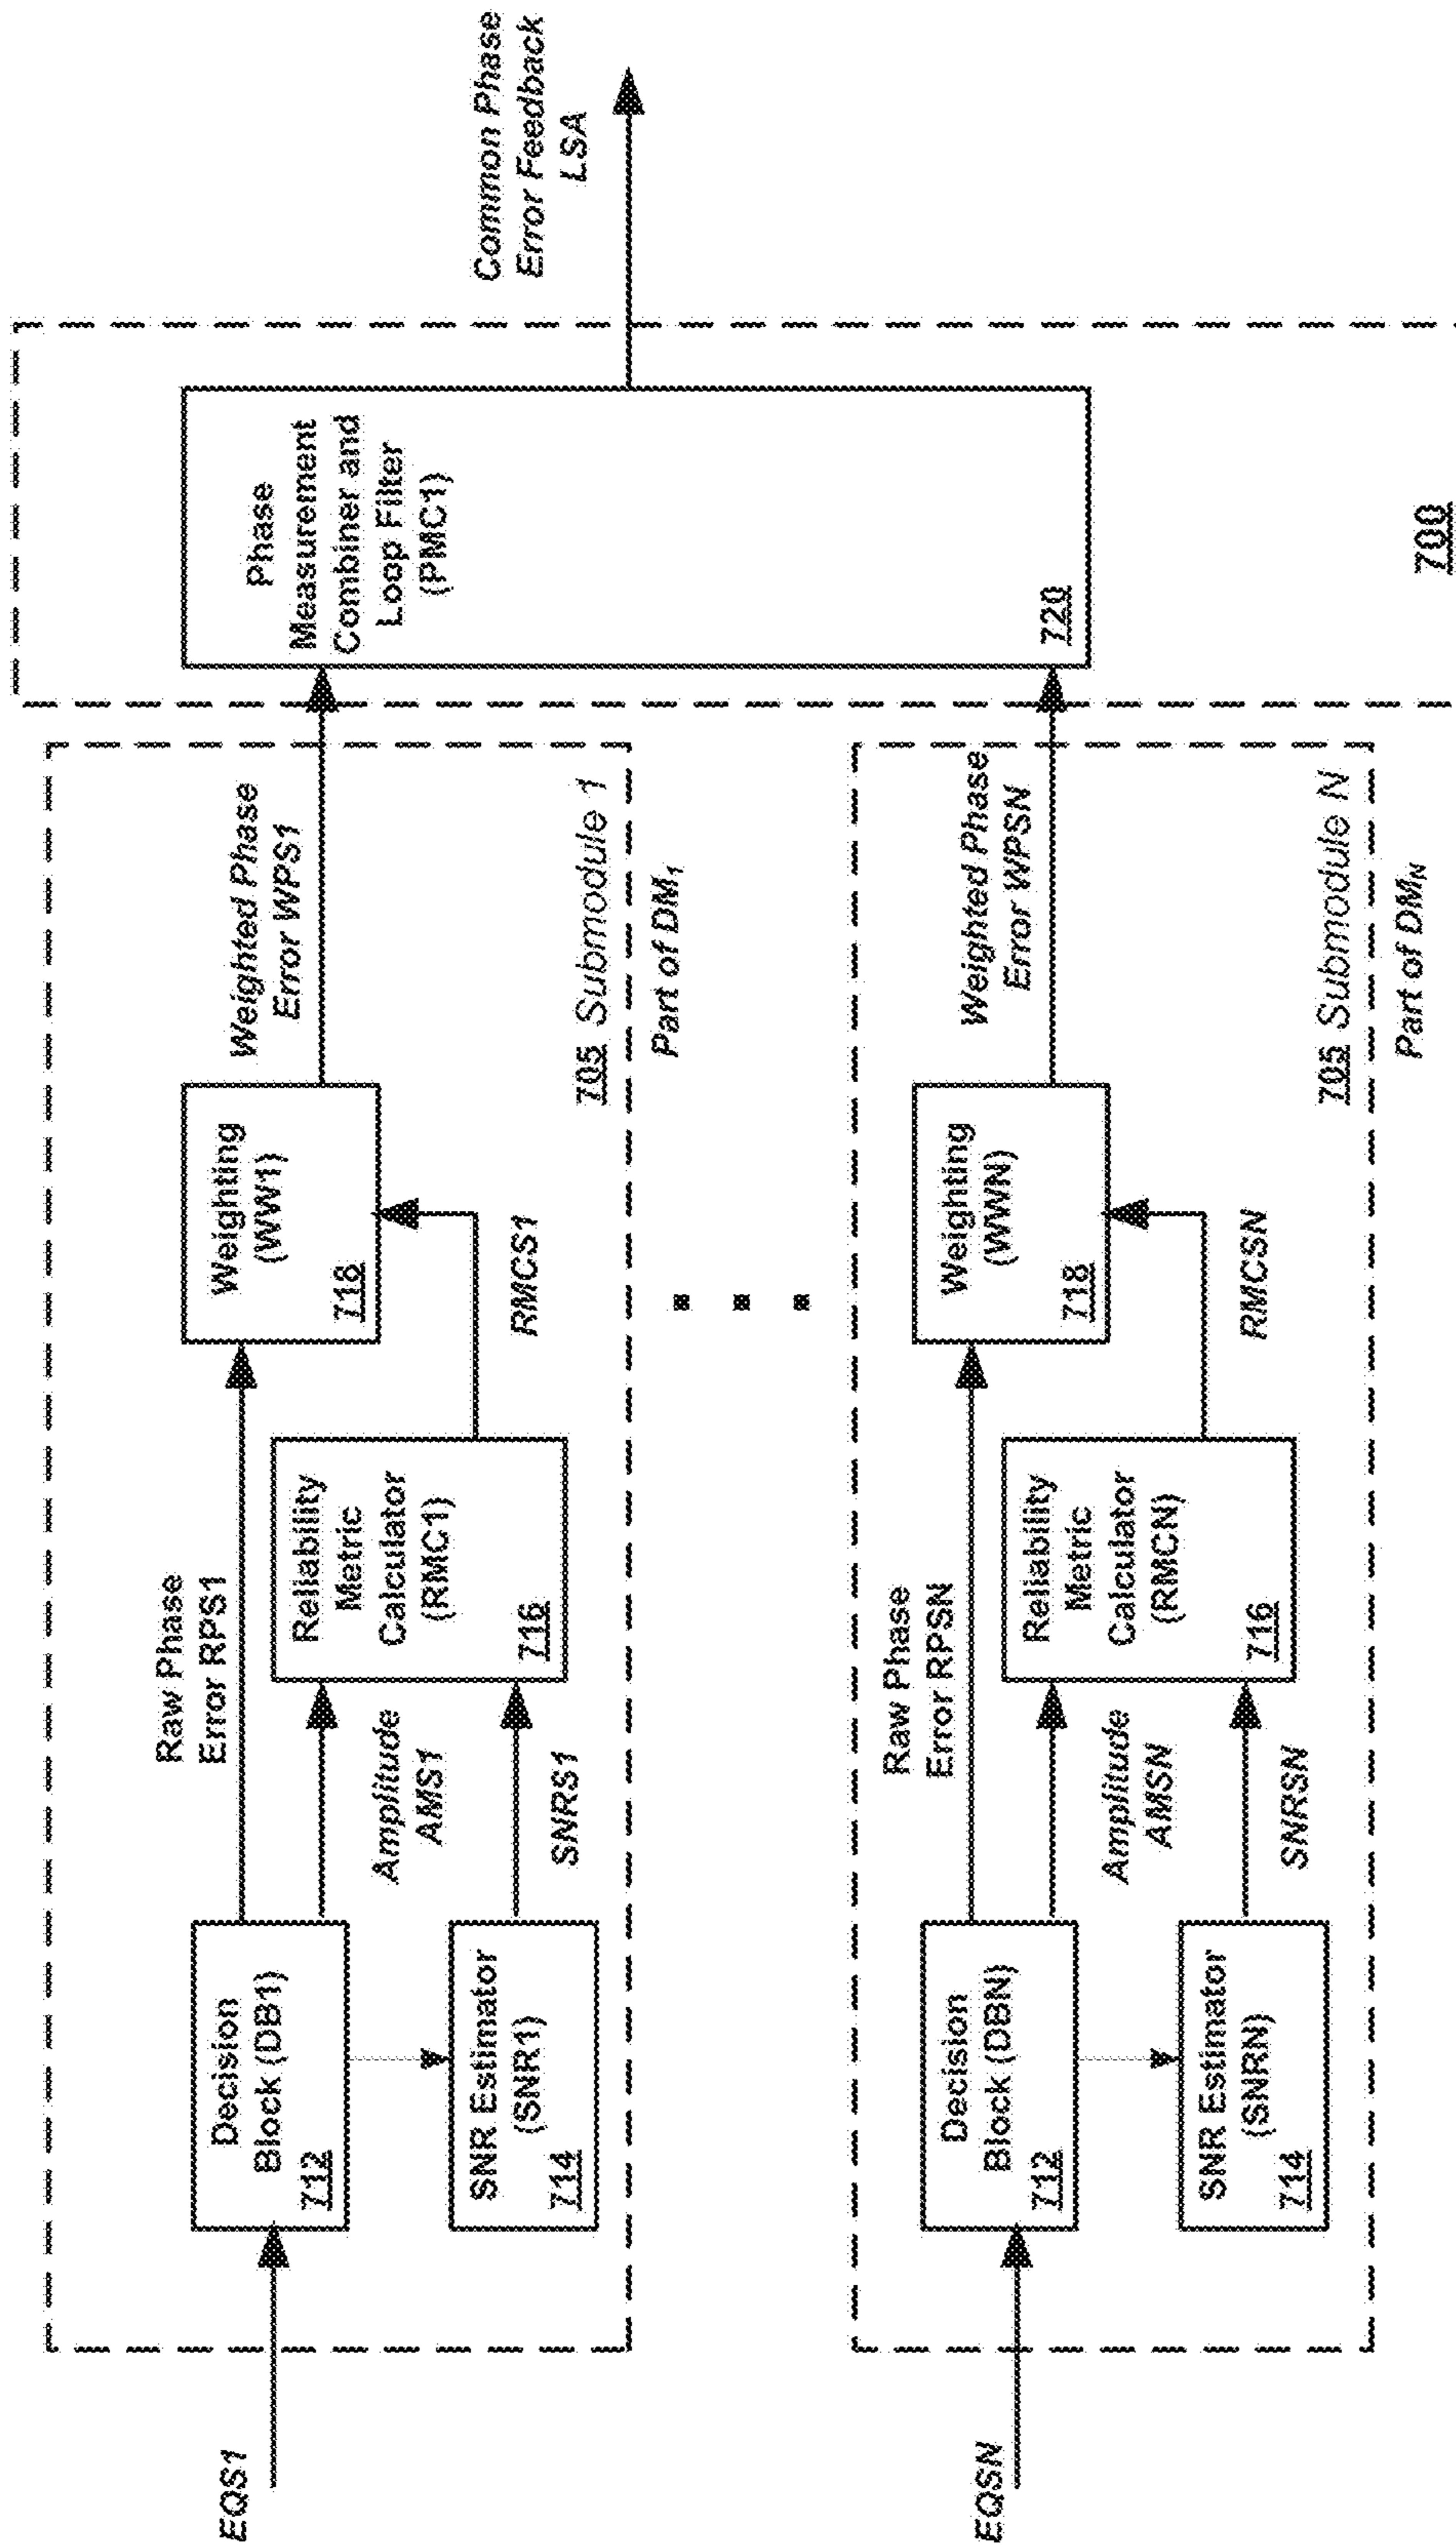 EQS1
Decision
Block (DB1)
712
SNR Estimator
(SNR1)
714
Raw Phase
Error RPS1
Amplitude
AMS1
SNRS1
Reliability
Metric
Calculator
(RMC1)
716
RMCS1
Weighting
(WW1)
718
Weighted Phase
Error WPS1
705 Submodule 1
Part of DM1
EQSN
Decision
Block (DBN)
712
SNR Estimator
(SNRN)
714
Raw Phase
Error RPSN
Amplitude
AMSN
SNRSN
Reliability
Metric
Calculator
(RMCN)
716
RMCSN
Weighting
(WWN)
718
Weighted Phase
Error WPSN
705 Submodule N
Part of DMN
Phase
Measurement
Combiner and
Loop Filter
(PMC1)
720
700
Common Phase
Error Feedback
LSA